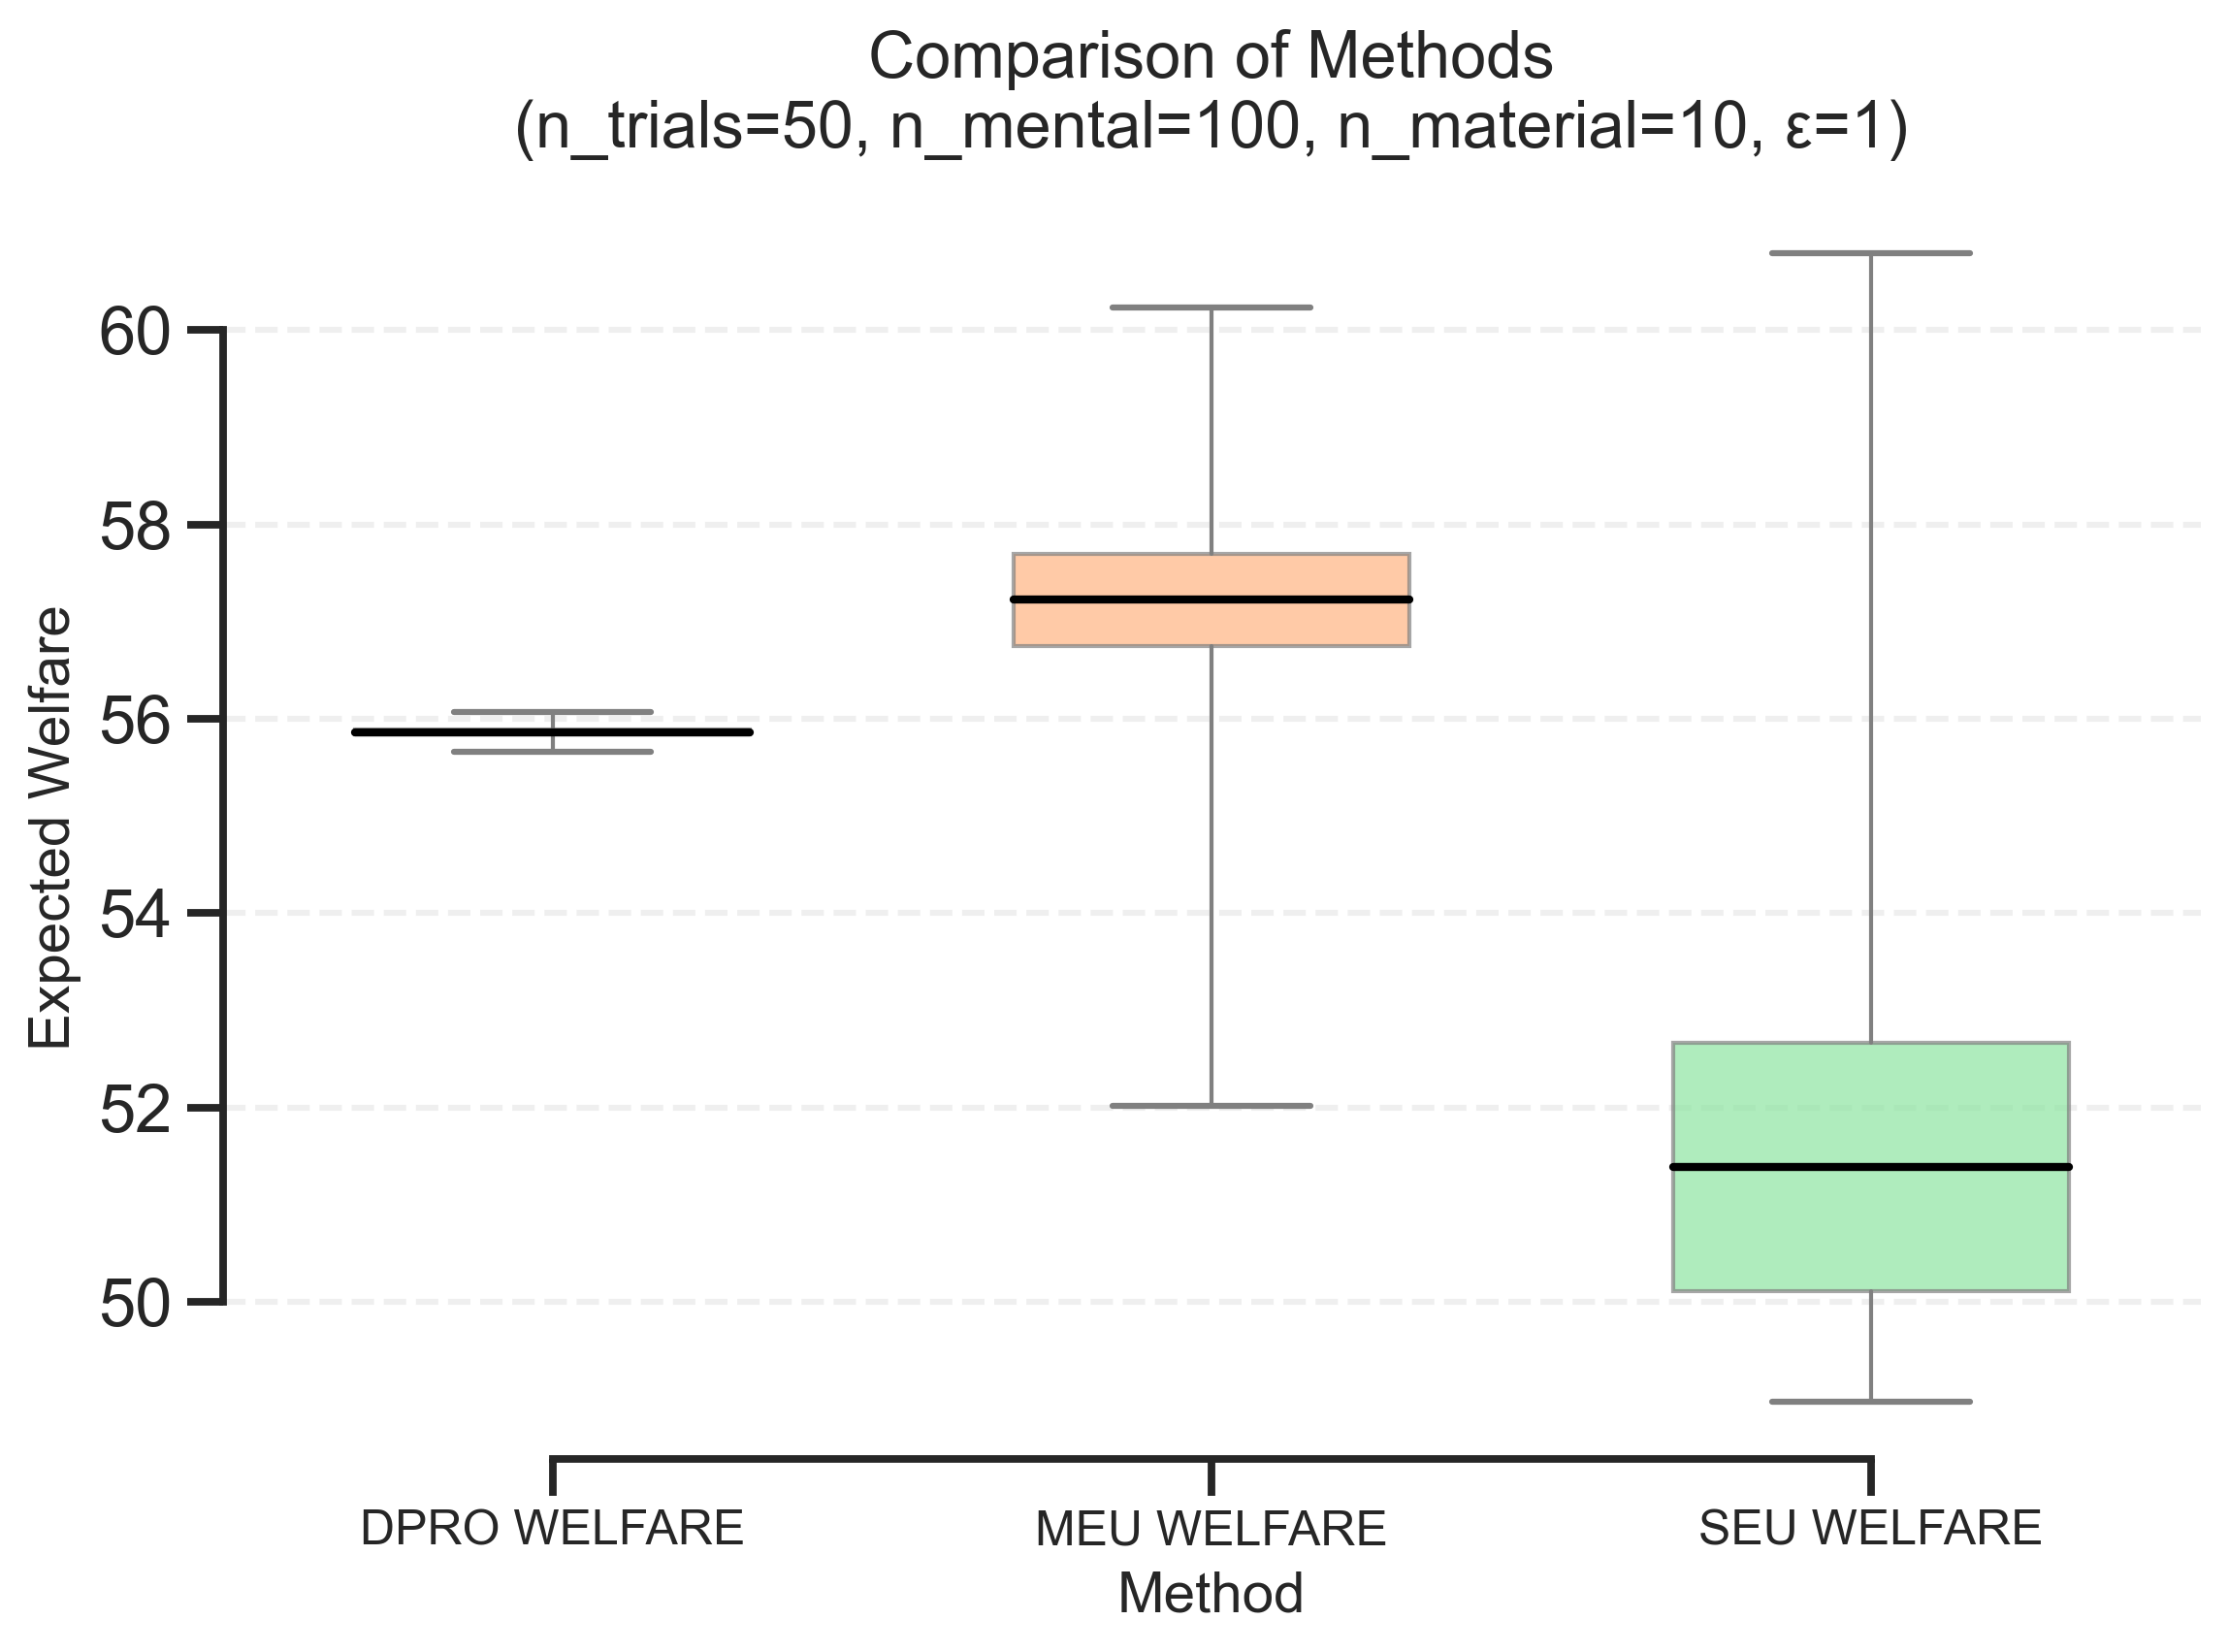 Comparison of Methods
(n_trials=50, n_mental=100, n_material=10, ε=1)
Expected Welfare
60
58
56
54
52
50
DPRO WELFARE
MEU WELFARE
SEU WELFARE
Method